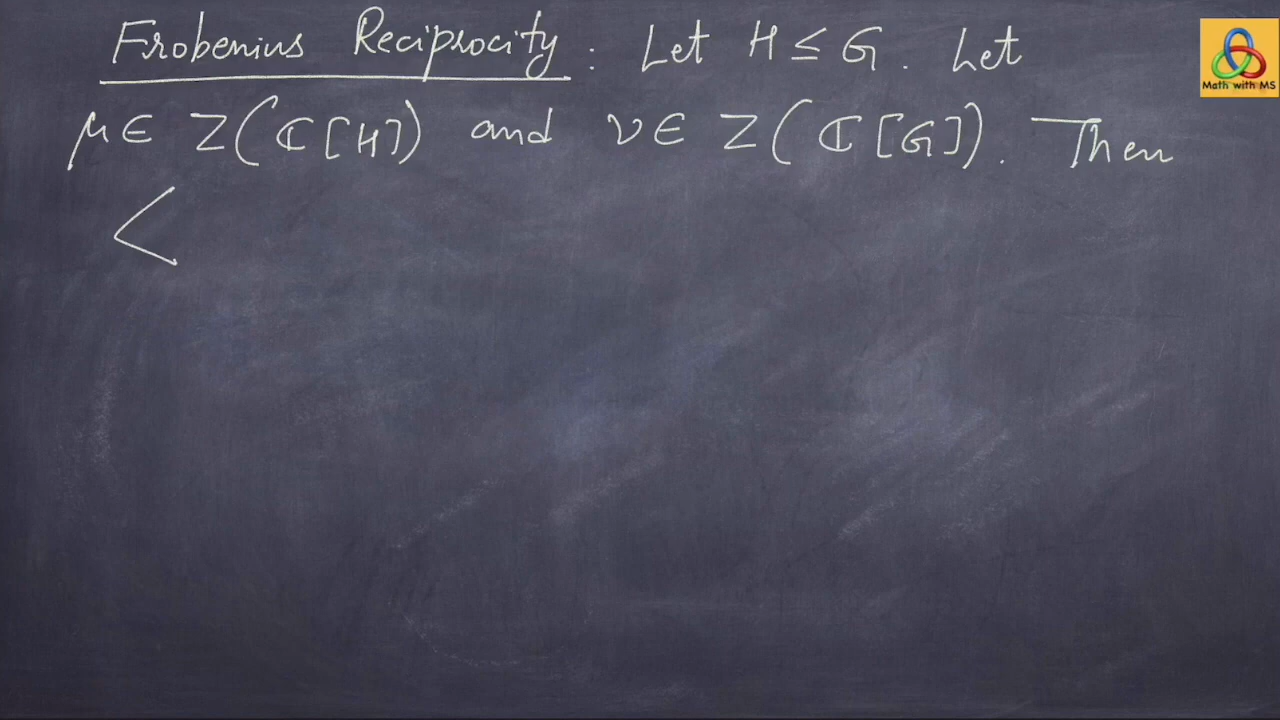 Frobenius Reciprocity : Let H ≤ G . Let
μ ∈ Z(ℂ[H]) and ν ∈ Z(ℂ[G]). Then
<
Math with MS